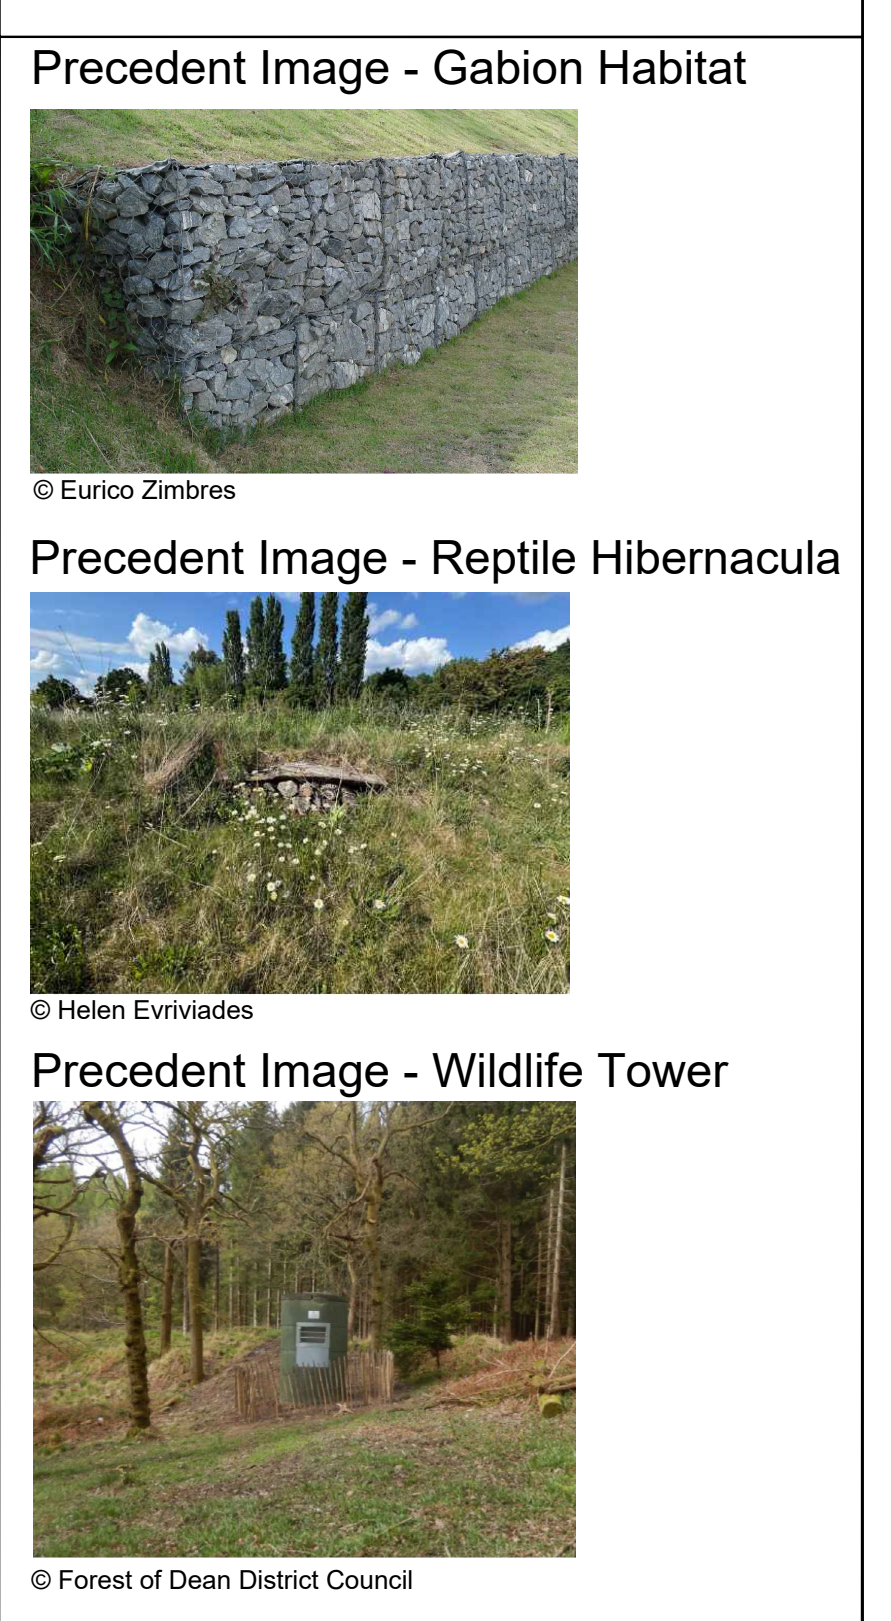 Precedent Image - Gabion Habitat
© Eurico Zimbres
Precedent Image - Reptile Hibernacula
© Helen Evriviades
Precedent Image - Wildlife Tower
© Forest of Dean District Council